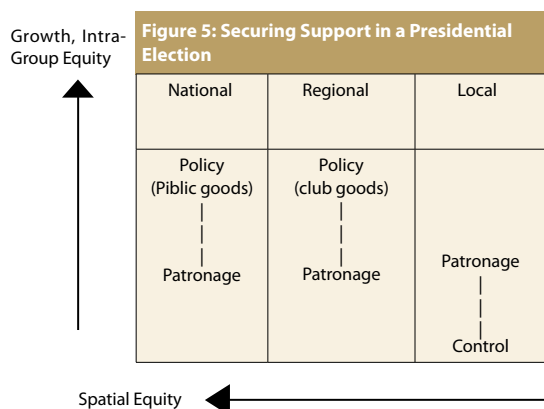 Growth, Intra-
Group Equity
Figure 5: Securing Support in a Presidential
Election
National Regional Local
Policy
(Piblic goods)
Patronage
Policy
(club goods)
Patronage
Patronage
Control
Spatial Equity